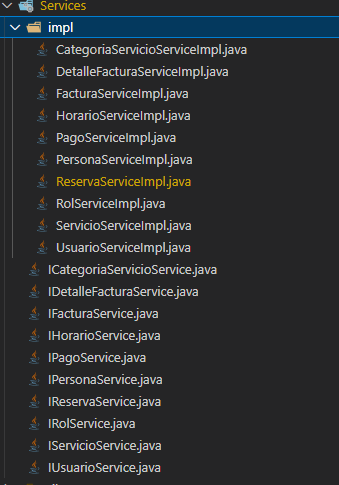 Services
impl
CategoriaServicioServiceImpl.java
DetalleFacturaServiceImpl.java
FacturaServiceImpl.java
HorarioServiceImpl.java
PagoServiceImpl.java
PersonaServiceImpl.java
ReservaServiceImpl.java
RolServiceImpl.java
ServicioServiceImpl.java
UsuarioServiceImpl.java
ICategoriaServicioService.java
IDetalleFacturaService.java
IFacturaService.java
IHorarioService.java
IPagoService.java
IPersonaService.java
IReservaService.java
IRolService.java
IServicioService.java
IUsuarioService.java